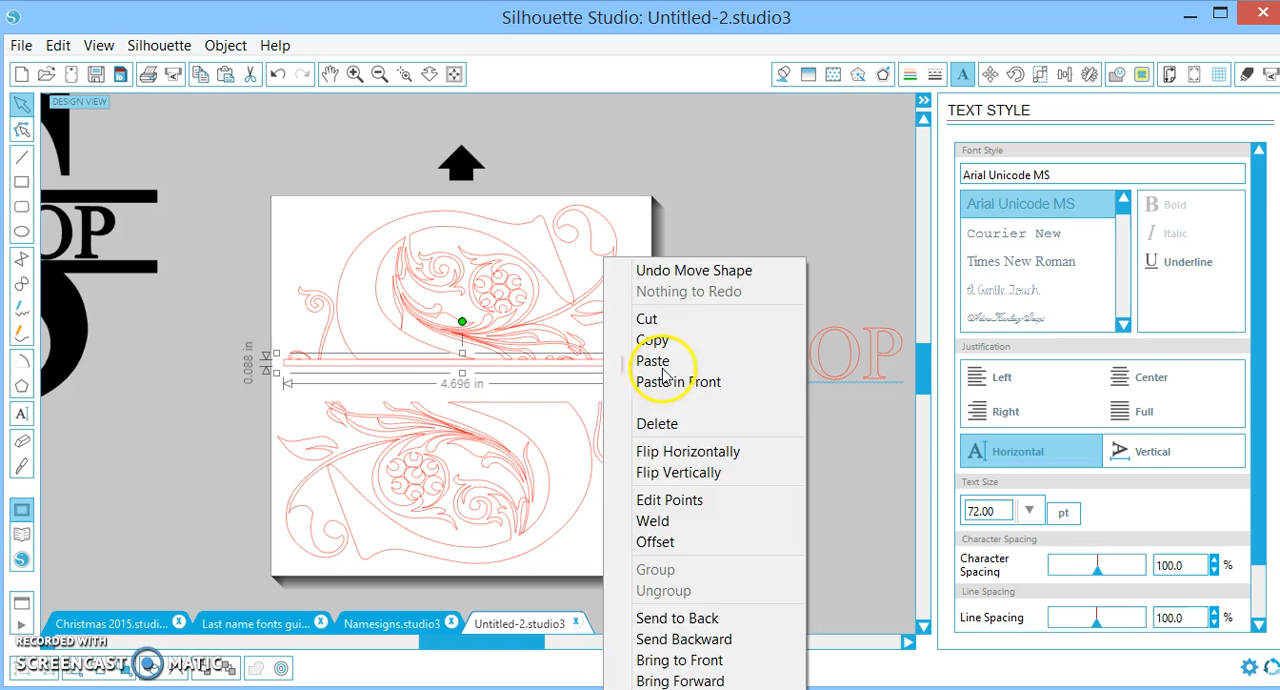 Silhouette Studio: Untitled-2.studio3
File Edit View Silhouette Object Help
DESIGN VIEW
TEXT STYLE
Font Style
Arial Unicode MS
Arial Unicode MS
Courier New
Times New Roman
A Gentle Touch
B Bold
I Italic
U Underline
Justification
Left
Center
Right
Full
A Horizontal
A Vertical
Text Size
72.00
pt
Character Spacing
Character
Spacing
100.0
%
Line Spacing
Line Spacing
100.0
%
OP
OP
0.088 in
4.696 in
Undo Move Shape
Nothing to Redo
Cut
Copy
Paste
Paste in Front
Delete
Flip Horizontally
Flip Vertically
Edit Points
Weld
Offset
Group
Ungroup
Send to Back
Send Backward
Bring to Front
Bring Forward
Christmas 2015.studi...
Last name fonts gui...
Namesigns.studio3
Untitled-2.studio3
RECORDED WITH
SCREENCAST MATIC